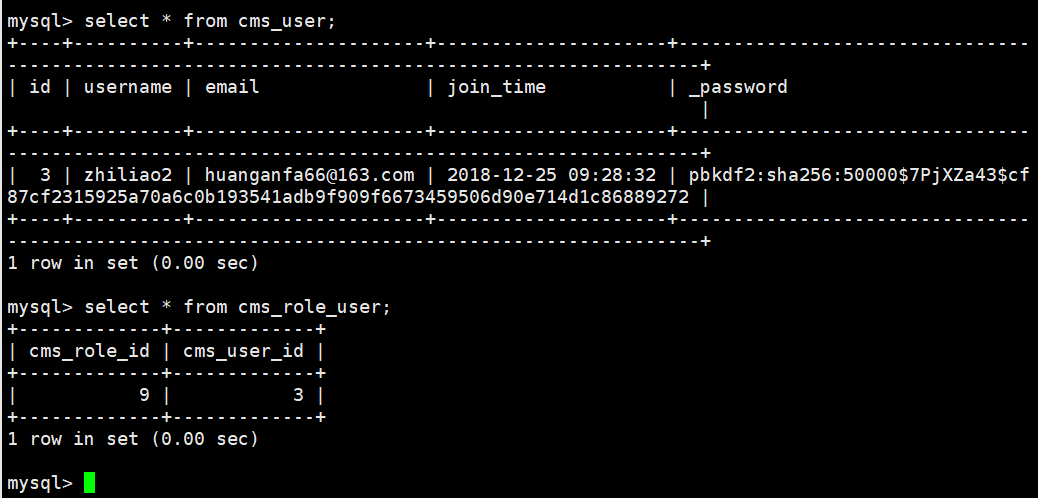 mysql> select * from cms_user;
+----+----------+---------------------+---------------------+--------------------------------
---------------------------------------------------------------+
| id | username | email               | join_time           | _password
                                                               |
+----+----------+---------------------+---------------------+--------------------------------
---------------------------------------------------------------+
|  3 | zhiliao2 | huanganfa66@163.com | 2018-12-25 09:28:32 | pbkdf2:sha256:50000$7PjXZa43$cf
87cf2315925a70a6c0b193541adb9f909f6673459506d90e714d1c86889272 |
+----+----------+---------------------+---------------------+--------------------------------
---------------------------------------------------------------+
1 row in set (0.00 sec)
mysql> select * from cms_role_user;
+-------------+-------------+
| cms_role_id | cms_user_id |
+-------------+-------------+
|           9 |           3 |
+-------------+-------------+
1 row in set (0.00 sec)
mysql>